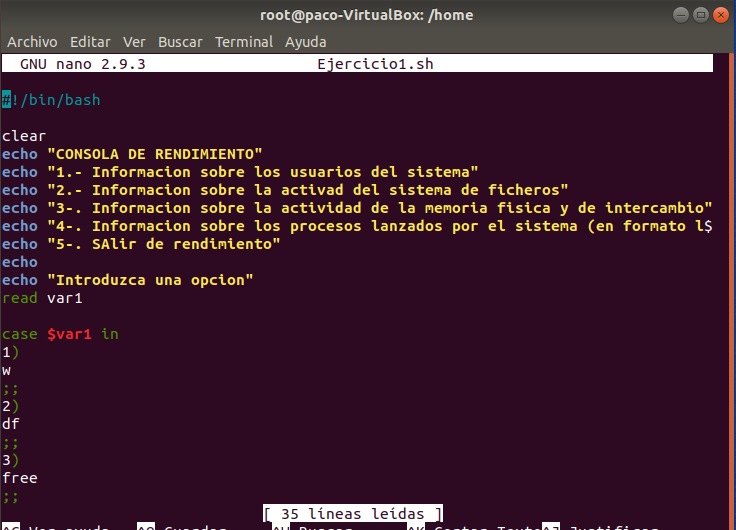 root@paco-VirtualBox: /home
Archivo Editar Ver Buscar Terminal Ayuda
GNU nano 2.9.3 Ejercicio1.sh
#!/bin/bash
clear
echo "CONSOLA DE RENDIMIENTO"
echo "1.- Informacion sobre los usuarios del sistema"
echo "2.- Informacion sobre la activad del sistema de ficheros"
echo "3-. Informacion sobre la actividad de la memoria fisica y de intercambio"
echo "4-. Informacion sobre los procesos lanzados por el sistema (en formato l$
echo "5-. SAlir de rendimiento"
echo
echo "Introduzca una opcion"
read var1
case $var1 in
1)
w
;;
2)
df
;;
3)
free
;;
[ 35 líneas leídas ]